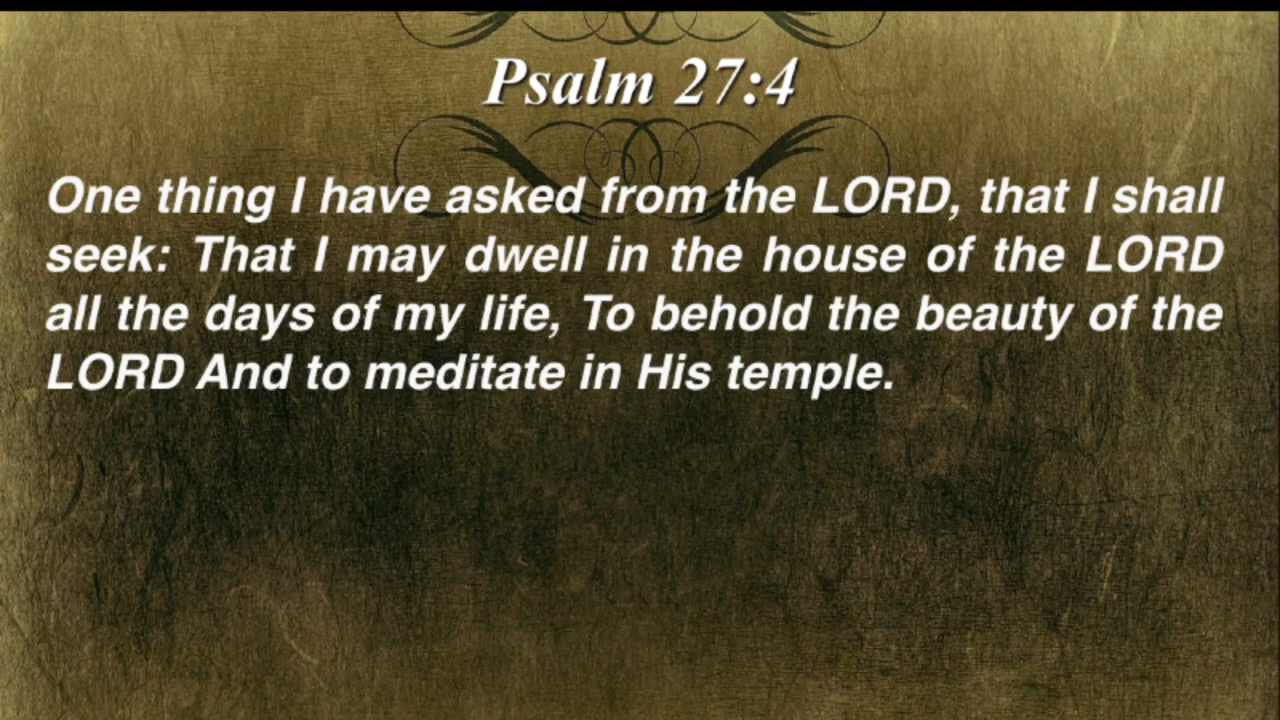 Psalm 27:4
One thing I have asked from the LORD, that I shall
seek: That I may dwell in the house of the LORD
all the days of my life, To behold the beauty of the
LORD And to meditate in His temple.